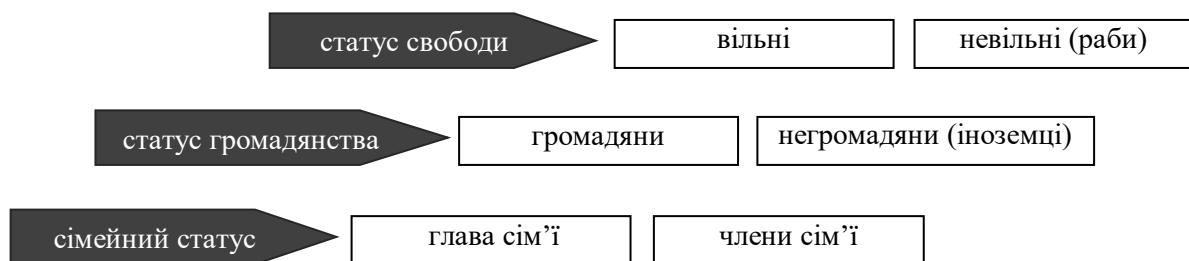 статус свободи
вільні
невільні (раби)
статус громадянства
громадяни
негромадяни (іноземці)
сімейний статус
глава сім’ї
члени сім’ї